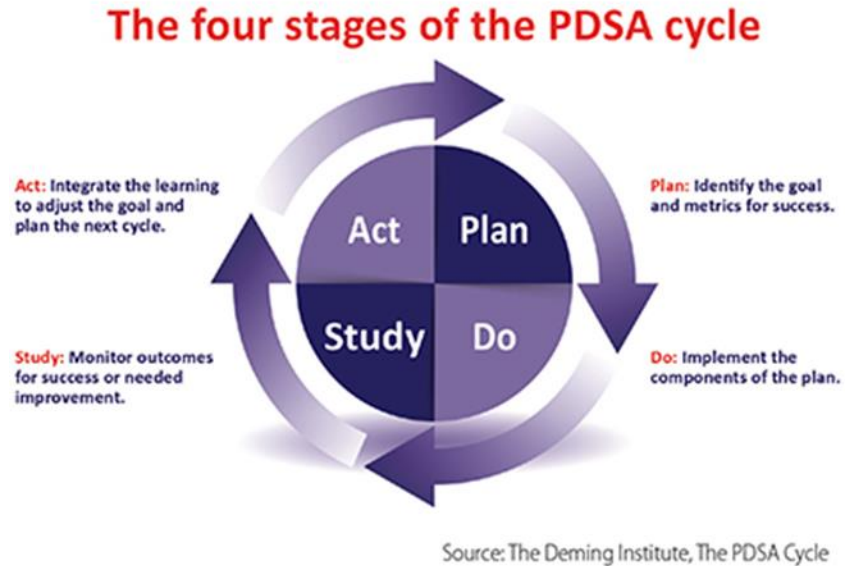 The four stages of the PDSA cycle
Act: Integrate the learning
to adjust the goal and
plan the next cycle.
Plan: Identify the goal
and metrics for success.
Act
Plan
Study
Do
Study: Monitor outcomes
for success or needed
improvement.
Do: Implement the
components of the plan.
Source: The Deming Institute, The PDSA Cycle